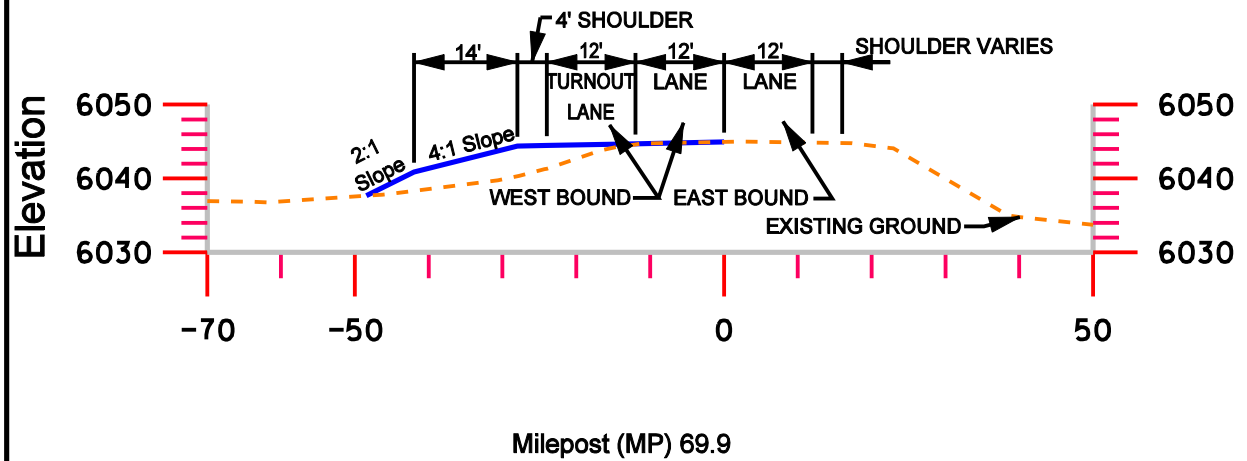 4' SHOULDER
14'
12'
12'
12'
SHOULDER VARIES
TURNOUT
LANE
LANE
LANE
Elevation
6050
6050
2:1
Slope
4:1 Slope
6040
6040
WEST BOUND
EAST BOUND
EXISTING GROUND
6030
6030
-70
-50
0
50
Milepost (MP) 69.9